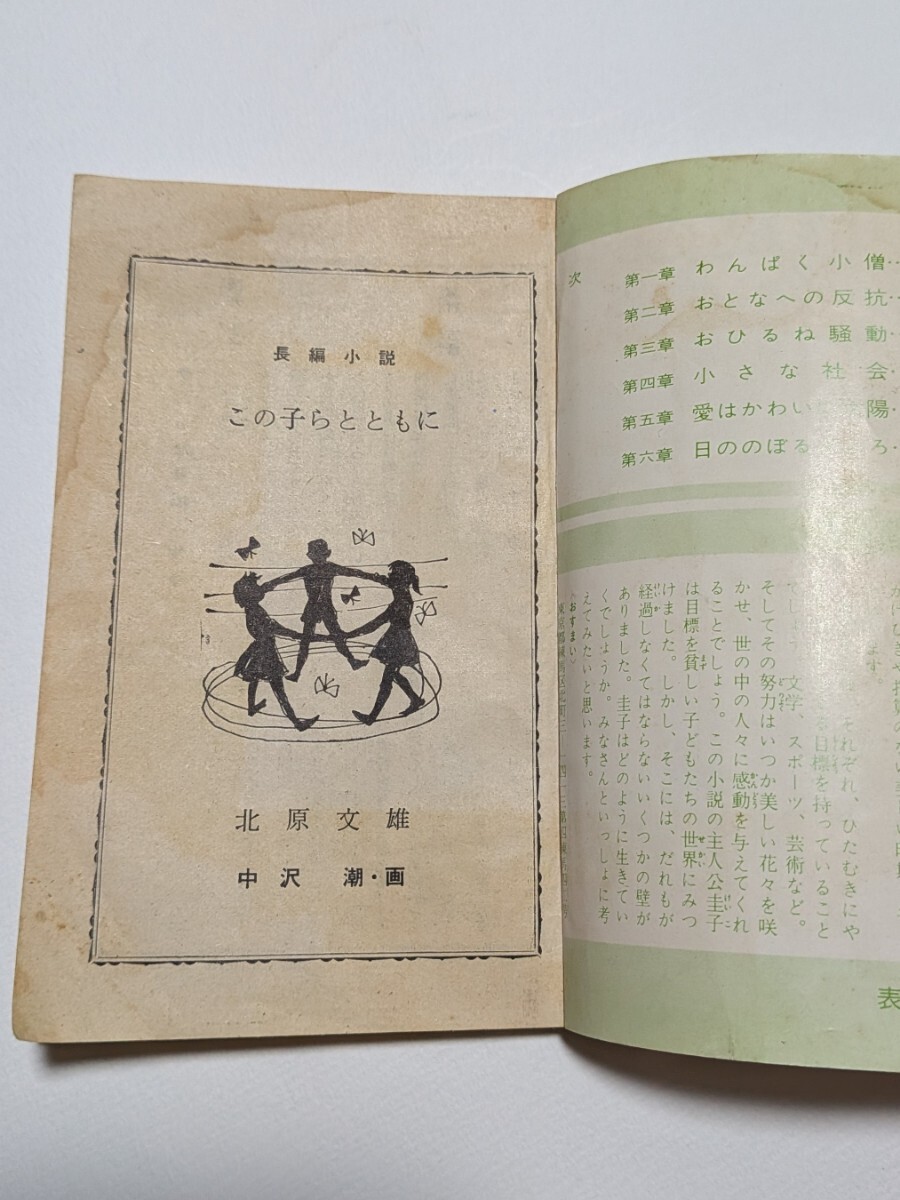 長編小説
この子らとともに
北原文雄
中沢 潮・画
次
第一章 わんぱく小僧‥
第二章 おとなへの反抗‥
第三章 おひるね騒動‥
第四章 小さな社会‥
第五章 愛はかわい 陽‥
第六章 日ののぼる ろ‥
ます。
それぞれ、ひたむきにや
る目標を持っていること
文学、スポーツ、芸術など。
そしてその努力はいつか美しい花々を咲
かせ、世の中の人々に感動を与えてくれ
ることでしょう。この小説の主人公圭子
は目標を貧しい子どもたちの世界にみつ
けました。しかし、そこには、だれもが
経過しなくてはならないいくつかの壁が
ありました。圭子はどのように生きてい
くでしょうか。みなさんといっしょに考
えてみたいと思います。
〈おすまい〉
表